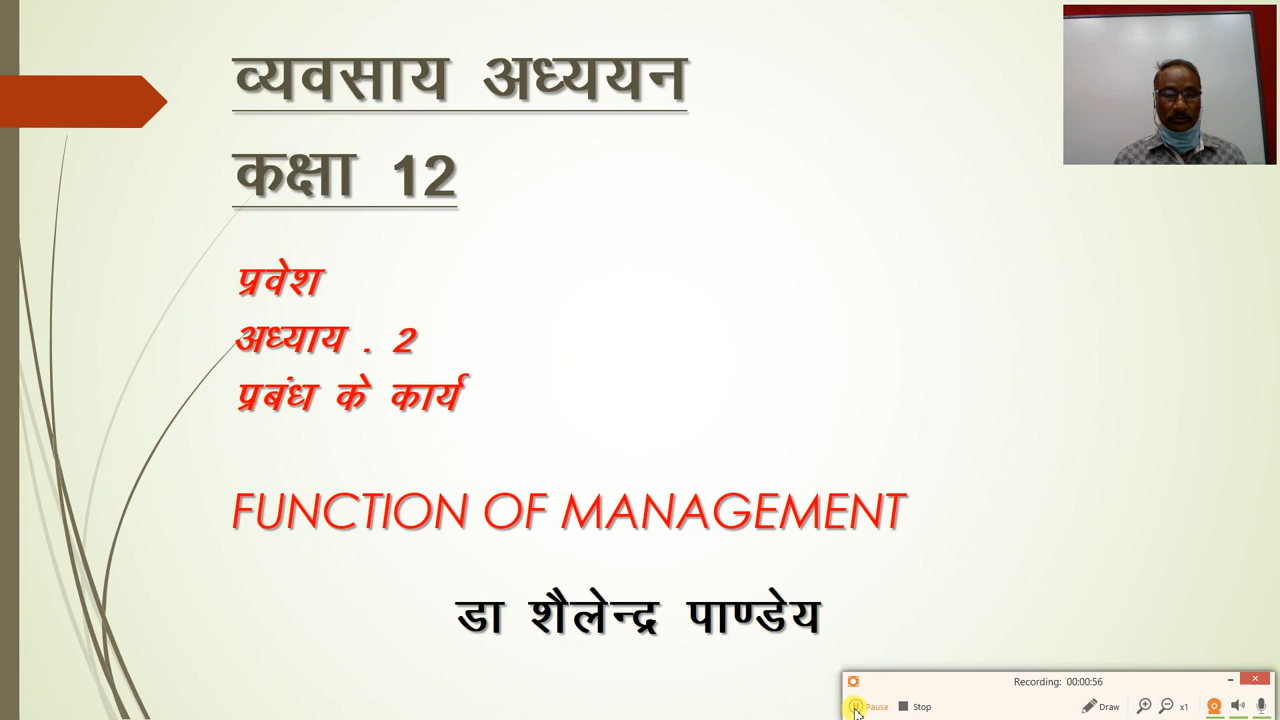 व्यवसाय अध्ययन
कक्षा 12
प्रवेश
अध्याय . 2
प्रबंध के कार्य
FUNCTION OF MANAGEMENT
डा शैलेन्द्र पाण्डेय
Recording: 00:00:56
Pause Stop Draw x1